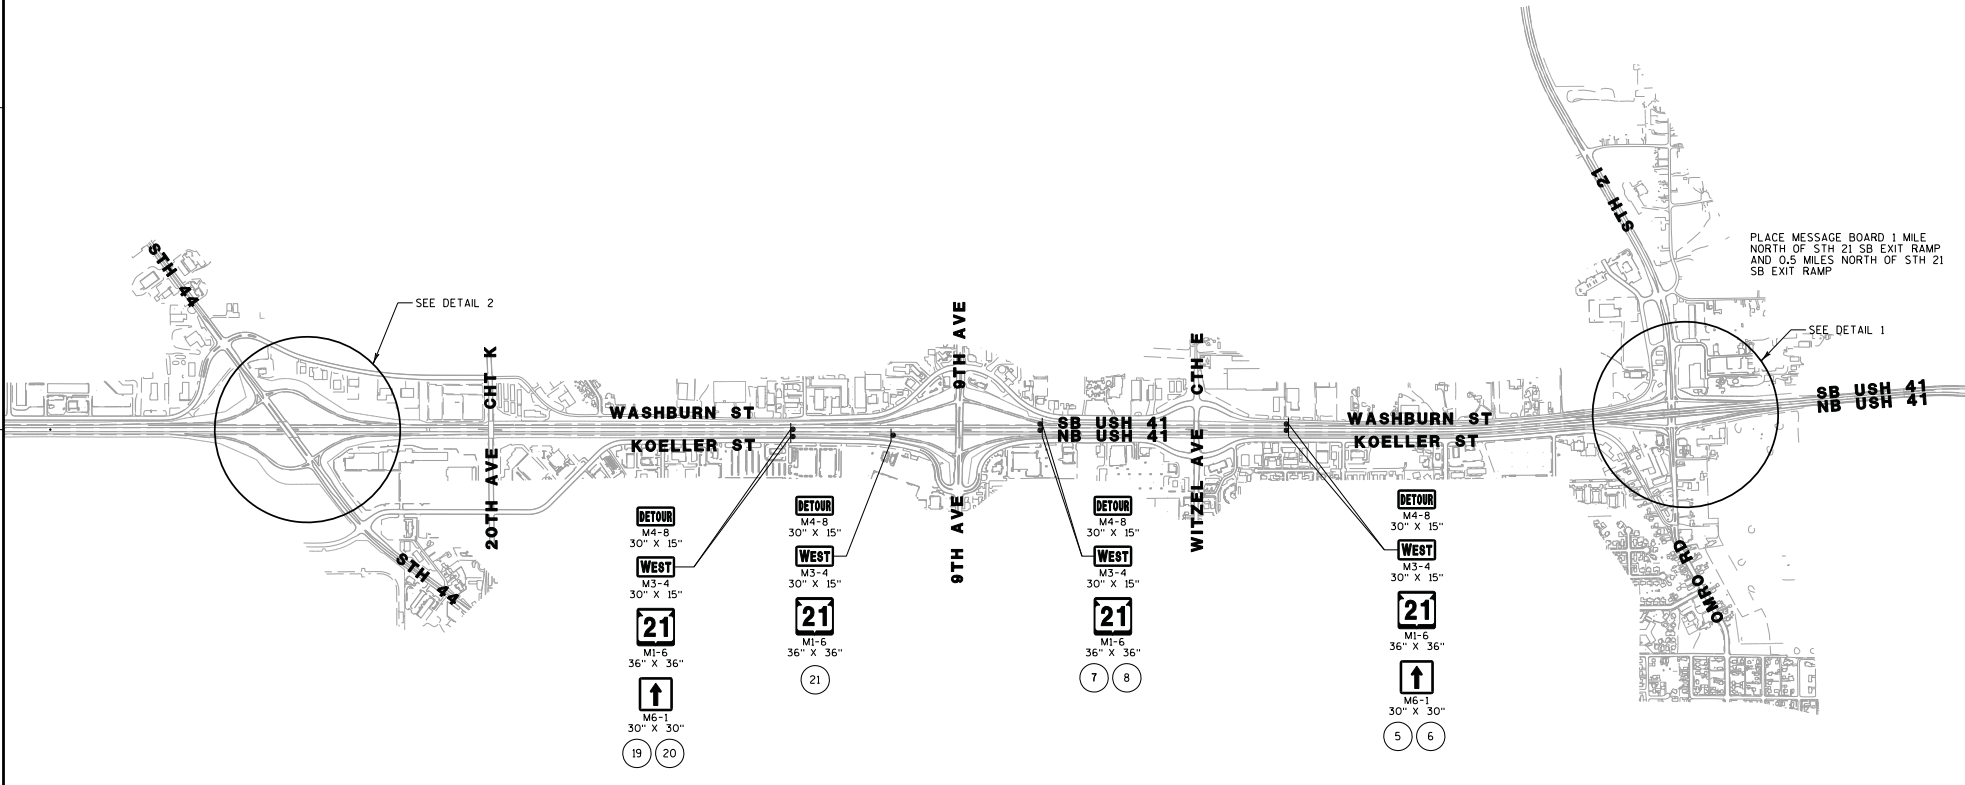 STH 21
PLACE MESSAGE BOARD 1 MILE
NORTH OF STH 21 SB EXIT RAMP
AND 0.5 MILES NORTH OF STH 21
SB EXIT RAMP
STH 44
SEE DETAIL 2
9TH AVE
SEE DETAIL 1
CHT K
CTH E
SB USH 41
NB USH 41
WASHBURN ST
KOELLER ST
SB USH 41
NB USH 41
WASHBURN ST
KOELLER ST
20TH AVE
9TH AVE
WITZEL AVE
OMRO RD
STH 44
DETOUR
M4-8
30" X 15"
WEST
M3-4
30" X 15"
21
M1-6
36" X 36"
M6-1
30" X 30"
19 20
DETOUR
M4-8
30" X 15"
WEST
M3-4
30" X 15"
21
M1-6
36" X 36"
21
DETOUR
M4-8
30" X 15"
WEST
M3-4
30" X 15"
21
M1-6
36" X 36"
7 8
DETOUR
M4-8
30" X 15"
WEST
M3-4
30" X 15"
21
M1-6
36" X 36"
M6-1
30" X 30"
5 6